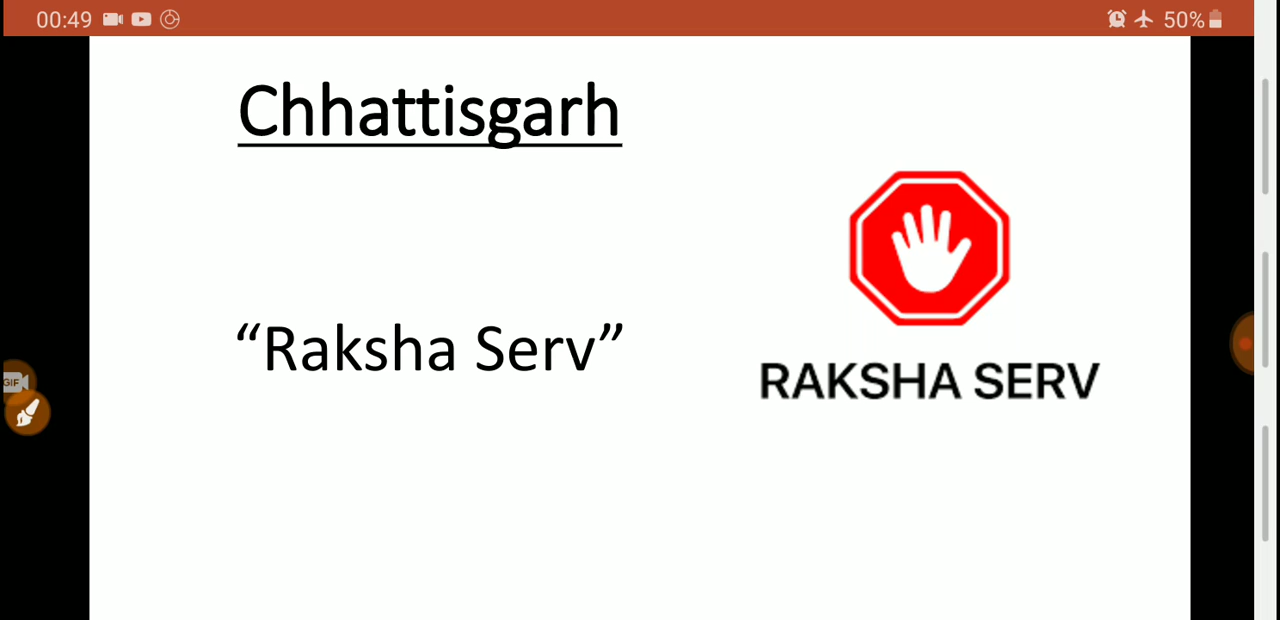 00:49 50%
Chhattisgarh
“Raksha Serv”
RAKSHA SERV
GIF